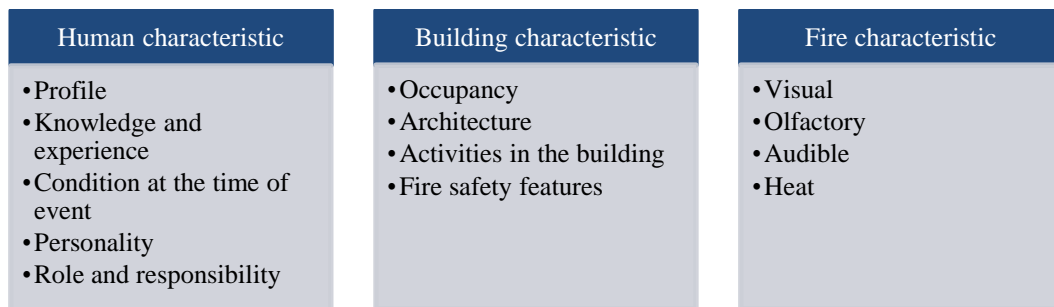 Human characteristic
•Profile
•Knowledge and
experience
•Condition at the time of
event
•Personality
•Role and responsibility
Building characteristic
•Occupancy
•Architecture
•Activities in the building
•Fire safety features
Fire characteristic
•Visual
•Olfactory
•Audible
•Heat